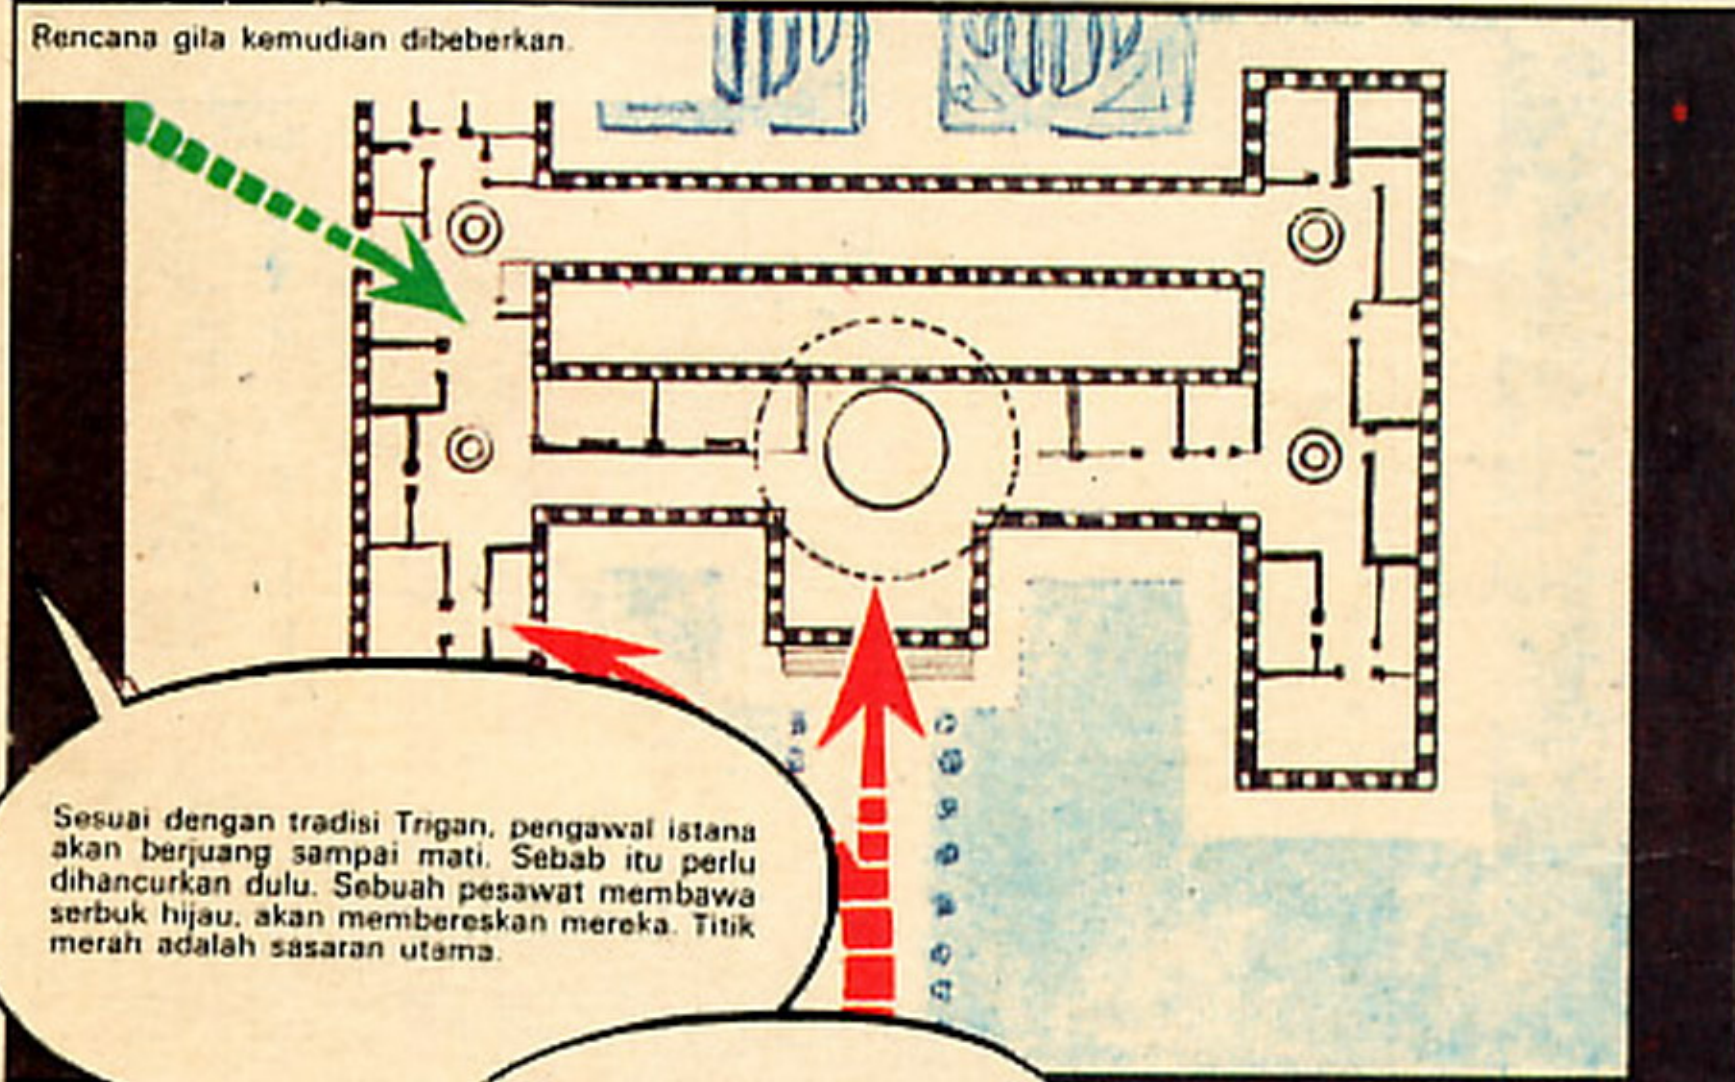 Rencana gila kemudian dibeberkan.
Sesuai dengan tradisi Trigan, pengawal istana
akan berjuang sampai mati. Sebab itu perlu
dihancurkan dulu. Sebuah pesawat membawa
serbuk hijau, akan membereskan mereka. Titik
merah adalah sasaran utama.